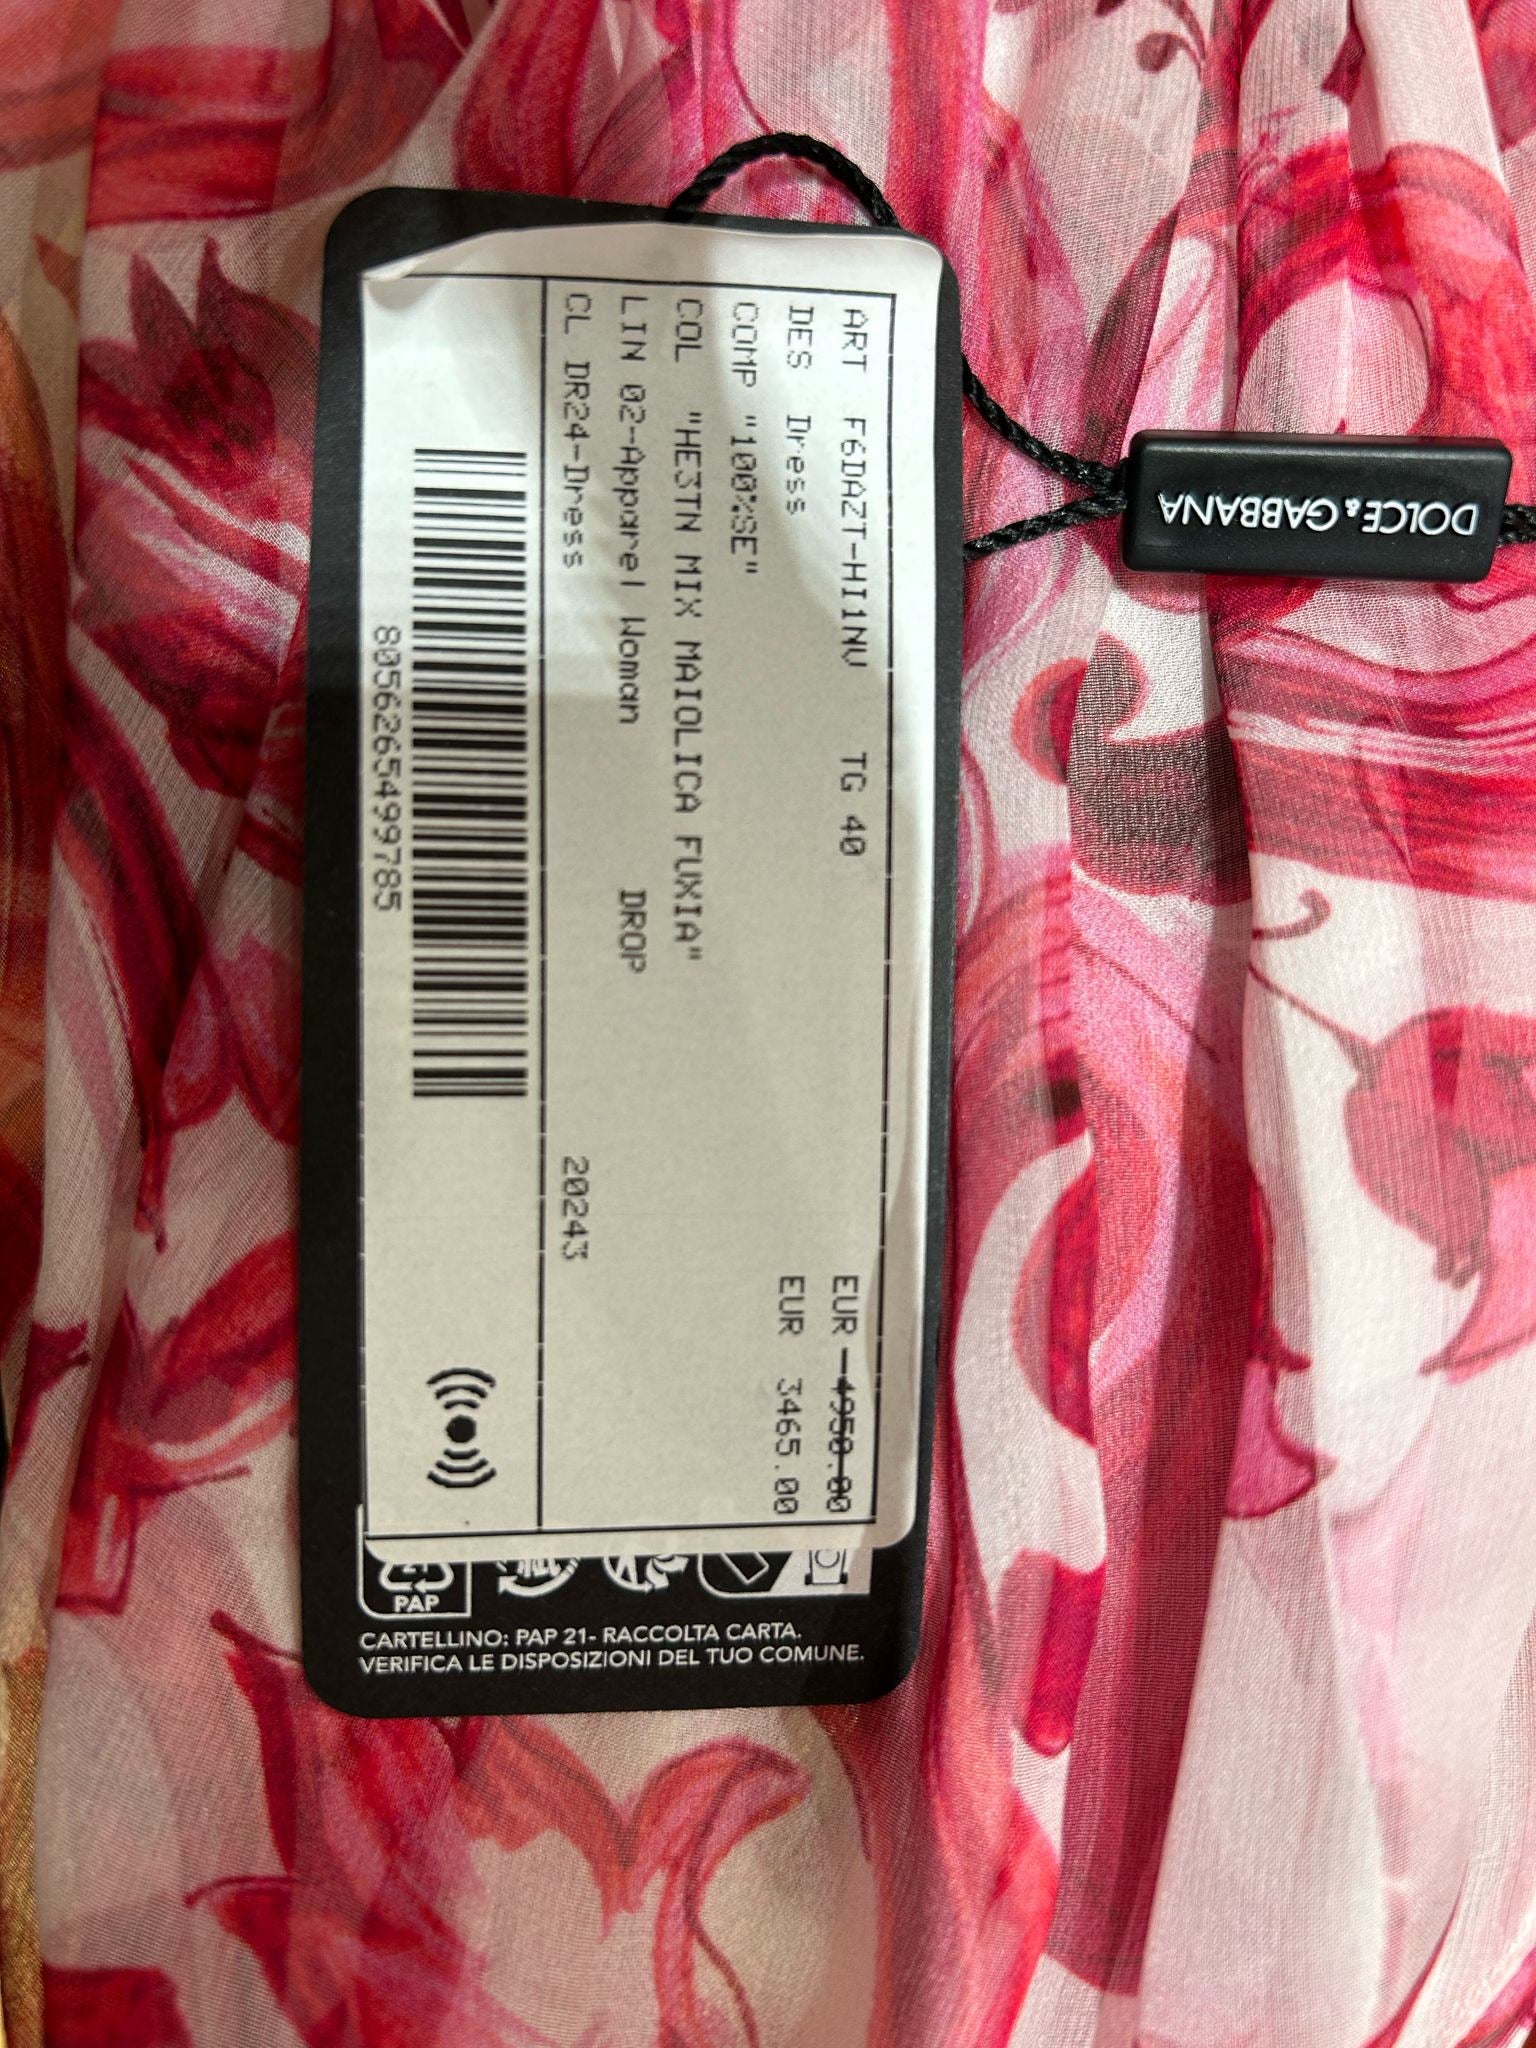 DOLCE & GABBANA
ART F6DAZT-HI1NV TG 40 EUR 4950.00
DES Dress EUR 3465.00
COMP "100%SE"
COL "HE3TN MIX MAIOLICA FUXIA"
LIN 02-Apparel Woman DROP
CL DR24-Dress 20243
8056265499785
PAP
CARTELLINO: PAP 21- RACCOLTA CARTA.
VERIFICA LE DISPOSIZIONI DEL TUO COMUNE.